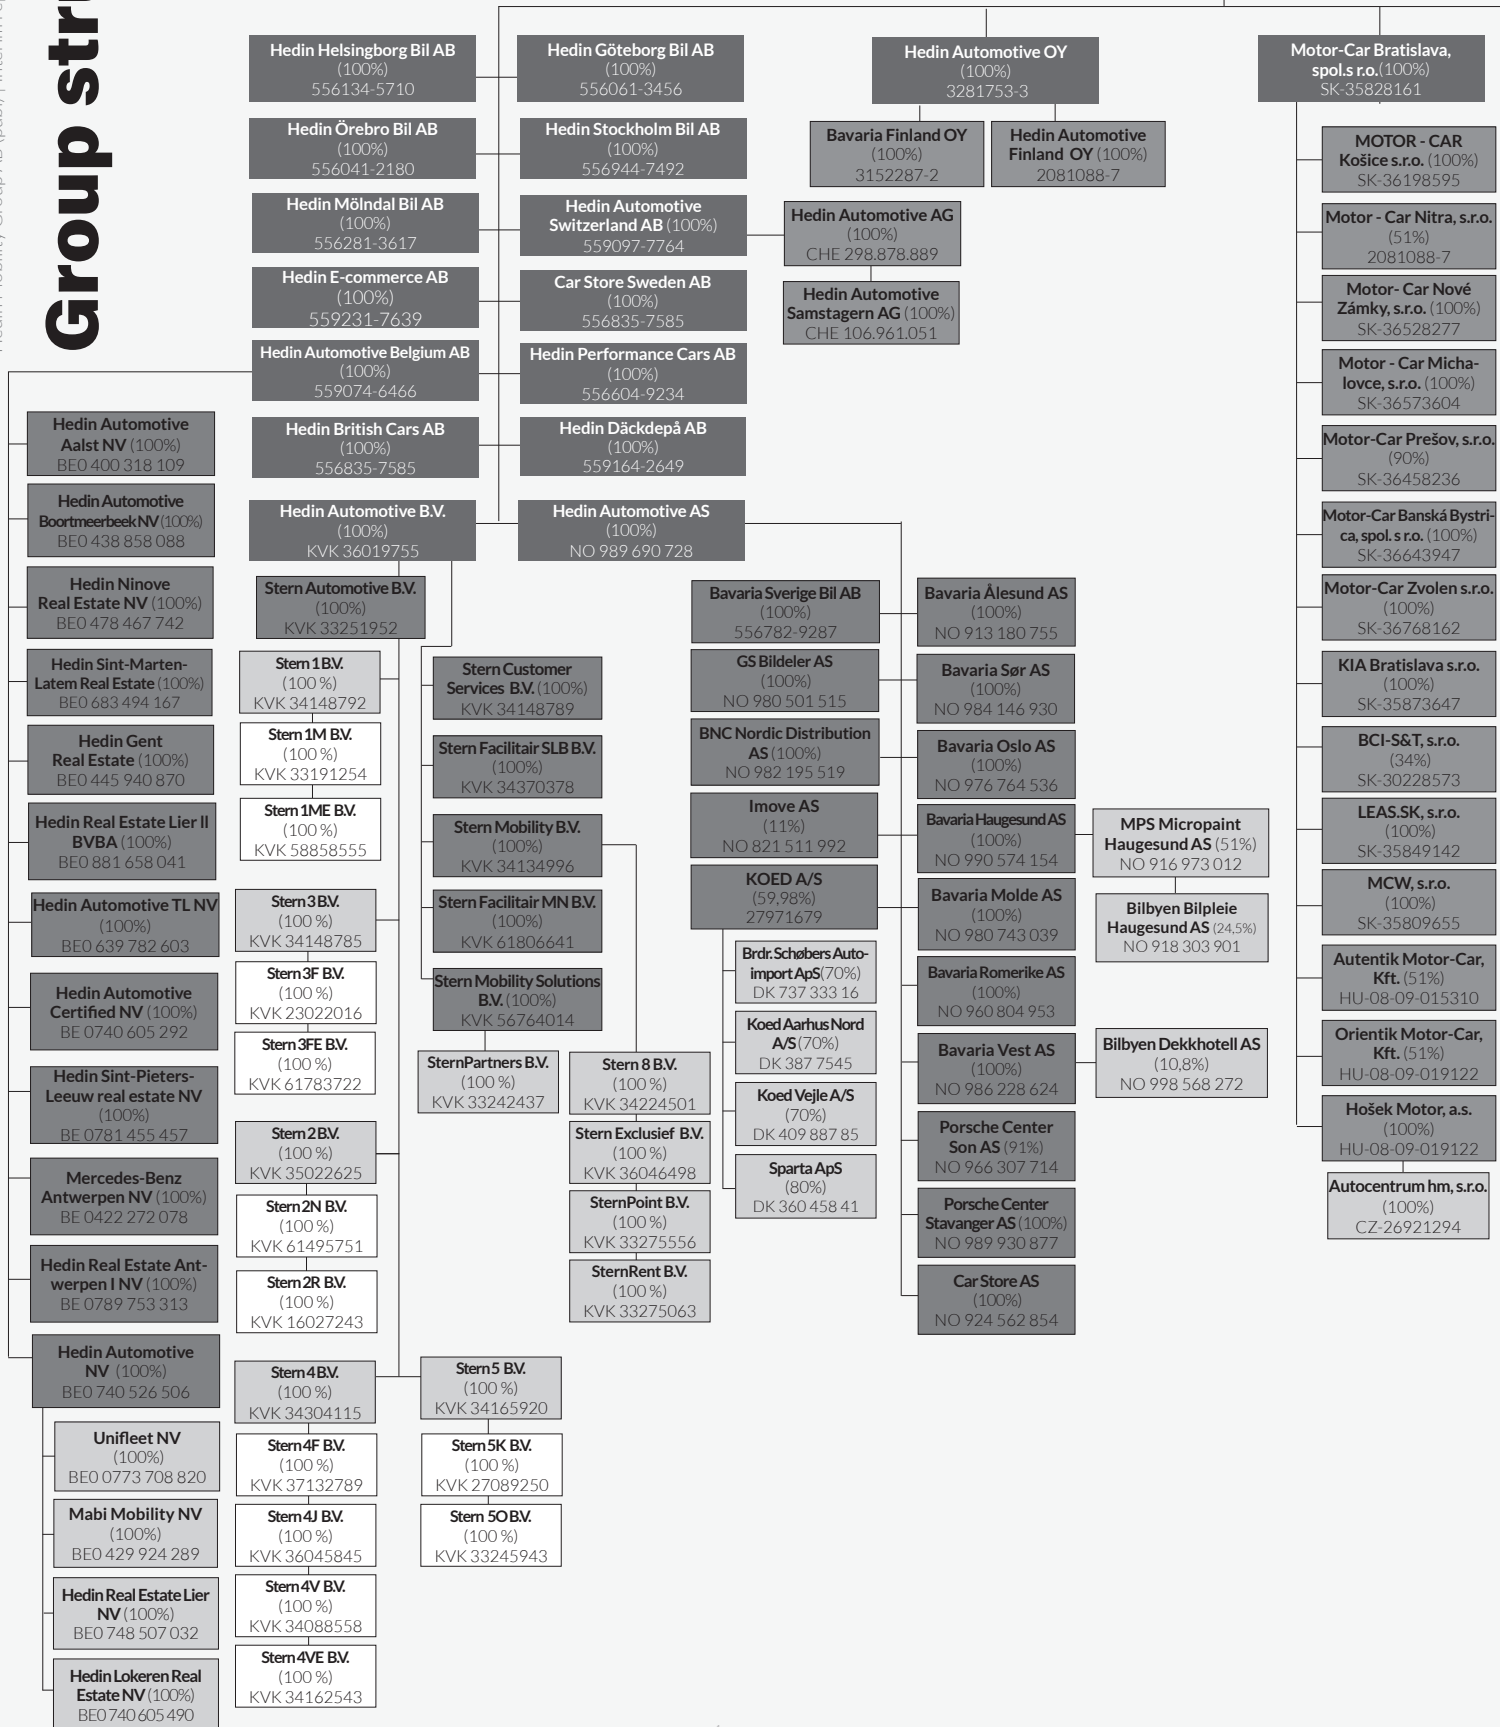 Group stru
Hedin Helsingborg Bil AB
(100%)
556134-5710
Hedin Göteborg Bil AB
(100%)
556061-3456
Hedin Örebro Bil AB
(100%)
556041-2180
Hedin Stockholm Bil AB
(100%)
556944-7492
Hedin Mölndal Bil AB
(100%)
556281-3617
Hedin Automotive
Switzerland AB (100%)
559097-7764
Hedin E-commerce AB
(100%)
559231-7639
Car Store Sweden AB
(100%)
556835-7585
Hedin Automotive Belgium AB
(100%)
559074-6466
Hedin Performance Cars AB
(100%)
556604-9234
Hedin British Cars AB
(100%)
556835-7585
Hedin Däckdepå AB
(100%)
559164-2649
Hedin Automotive B.V.
(100%)
KVK 36019755
Hedin Automotive AS
(100%)
NO 989 690 728
Hedin Automotive OY
(100%)
3281753-3
Bavaria Finland OY
(100%)
3152287-2
Hedin Automotive
Finland OY (100%)
2081088-7
Hedin Automotive AG
(100%)
CHE 298.878.889
Hedin Automotive
Samstagern AG (100%)
CHE 106.961.051
Motor-Car Bratislava,
spol.s r.o.(100%)
SK-35828161
MOTOR - CAR
Košice s.r.o. (100%)
SK-36198595
Motor - Car Nitra, s.r.o.
(51%)
2081088-7
Motor- Car Nové
Zámky, s.r.o. (100%)
SK-36528277
Motor - Car Micha-
lovce, s.r.o. (100%)
SK-36573604
Motor-Car Prešov, s.r.o.
(90%)
SK-36458236
Motor-Car Banská Bystri-
ca, spol. s r.o. (100%)
SK-36643947
Motor-Car Zvolen s.r.o.
(100%)
SK-36768162
KIA Bratislava s.r.o.
(100%)
SK-35873647
BCI-S&T, s.r.o.
(34%)
SK-30228573
LEAS.SK, s.r.o.
(100%)
SK-35849142
MCW, s.r.o.
(100%)
SK-35809655
Autentik Motor-Car,
Kft. (51%)
HU-08-09-015310
Orientik Motor-Car,
Kft. (51%)
HU-08-09-019122
Hošek Motor, a.s.
(100%)
HU-08-09-019122
Autocentrum hm, s.r.o.
(100%)
CZ-26921294
Hedin Automotive
Aalst NV (100%)
BE0 400 318 109
Hedin Automotive
Boortmeerbeek NV (100%)
BE0 438 858 088
Hedin Ninove
Real Estate NV (100%)
BE0 478 467 742
Hedin Sint-Marten-
Latem Real Estate (100%)
BE0 683 494 167
Hedin Gent
Real Estate (100%)
BE0 445 940 870
Hedin Real Estate Lier ll
BVBA (100%)
BE0 881 658 041
Hedin Automotive TL NV
(100%)
BE0 639 782 603
Hedin Automotive
Certified NV (100%)
BE 0740 605 292
Hedin Sint-Pieters-
Leeuw real estate NV
(100%)
BE 0781 455 457
Mercedes-Benz
Antwerpen NV (100%)
BE 0422 272 078
Hedin Real Estate Ant-
werpen I NV (100%)
BE 0789 753 313
Hedin Automotive
NV (100%)
BE0 740 526 506
Unifleet NV
(100%)
BE0 0773 708 820
Mabi Mobility NV
(100%)
BE0 429 924 289
Hedin Real Estate Lier
NV (100%)
BE0 748 507 032
Hedin Lokeren Real
Estate NV (100%)
BE0 740 605 490
Stern Automotive B.V.
(100%)
KVK 33251952
Stern 1 B.V.
(100 %)
KVK 34148792
Stern 1M B.V.
(100 %)
KVK 33191254
Stern 1ME B.V.
(100 %)
KVK 58858555
Stern 3 B.V.
(100 %)
KVK 34148785
Stern 3F B.V.
(100 %)
KVK 23022016
Stern 3FE B.V.
(100 %)
KVK 61783722
Stern 2 B.V.
(100 %)
KVK 35022625
Stern 2N B.V.
(100 %)
KVK 61495751
Stern 2R B.V.
(100 %)
KVK 16027243
Stern 4 B.V.
(100 %)
KVK 34304115
Stern 4F B.V.
(100 %)
KVK 37132789
Stern 4J B.V.
(100 %)
KVK 36045845
Stern 4V B.V.
(100 %)
KVK 34088558
Stern 4VE B.V.
(100 %)
KVK 34162543
Stern 5 B.V.
(100 %)
KVK 34165920
Stern 5K B.V.
(100 %)
KVK 27089250
Stern 5O B.V.
(100 %)
KVK 33245943
Stern Customer
Services B.V. (100%)
KVK 34148789
Stern Facilitair SLB B.V.
(100%)
KVK 34370378
Stern Mobility B.V.
(100%)
KVK 34134996
Stern Facilitair MN B.V.
(100%)
KVK 61806641
Stern Mobility Solutions
B.V. (100%)
KVK 56764014
SternPartners B.V.
(100 %)
KVK 33242437
Stern 8 B.V.
(100 %)
KVK 34224501
Stern Exclusief B.V.
(100 %)
KVK 36046498
SternPoint B.V.
(100 %)
KVK 33275556
SternRent B.V.
(100 %)
KVK 33275063
Bavaria Sverige Bil AB
(100%)
556782-9287
GS Bildeler AS
(100%)
NO 980 501 515
BNC Nordic Distribution
AS (100%)
NO 982 195 519
Imove AS
(11%)
NO 821 511 992
KOED A/S
(59,98%)
27971679
Brdr. Schøbers Auto-
import ApS(70%)
DK 737 333 16
Koed Aarhus Nord
A/S (70%)
DK 387 7545
Koed Vejle A/S
(70%)
DK 409 887 85
Sparta ApS
(80%)
DK 360 458 41
Bavaria Ålesund AS
(100%)
NO 913 180 755
Bavaria Sør AS
(100%)
NO 984 146 930
Bavaria Oslo AS
(100%)
NO 976 764 536
Bavaria Haugesund AS
(100%)
NO 990 574 154
Bavaria Molde AS
(100%)
NO 980 743 039
Bavaria Romerike AS
(100%)
NO 960 804 953
Bavaria Vest AS
(100%)
NO 986 228 624
Porsche Center
Son AS (91%)
NO 966 307 714
Porsche Center
Stavanger AS (100%)
NO 989 930 877
Car Store AS
(100%)
NO 924 562 854
MPS Micropaint
Haugesund AS (51%)
NO 916 973 012
Bilbyen Bilpleie
Haugesund AS (24,5%)
NO 918 303 901
Bilbyen Dekkhotell AS
(10,8%)
NO 998 568 272